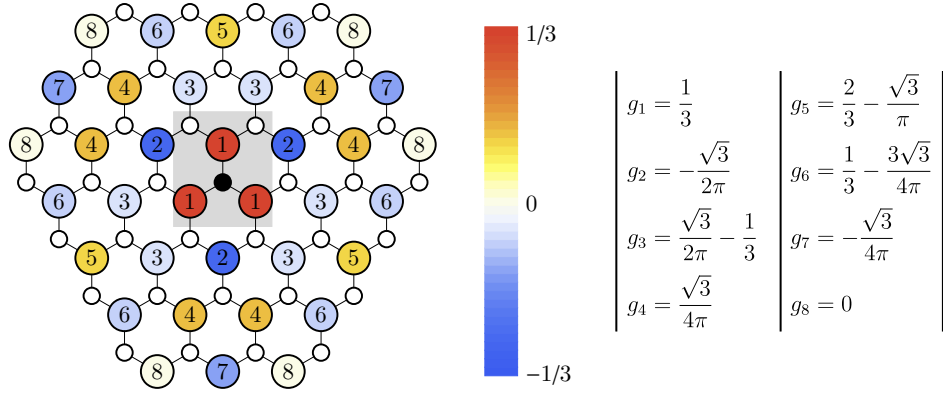 8 6 5 6 8
7 4 3 3 4 7
8 4 2 1 2 4 8
6 3 1 1 3 6
5 3 2 3 5
6 4 4 6
8 7 8
1/3
0
−1/3
g₁ = 1/3
g₂ = −√3/2π
g₃ = √3/2π − 1/3
g₄ = √3/4π
g₅ = 2/3 − √3/π
g₆ = 1/3 − 3√3/4π
g₇ = −√3/4π
g₈ = 0